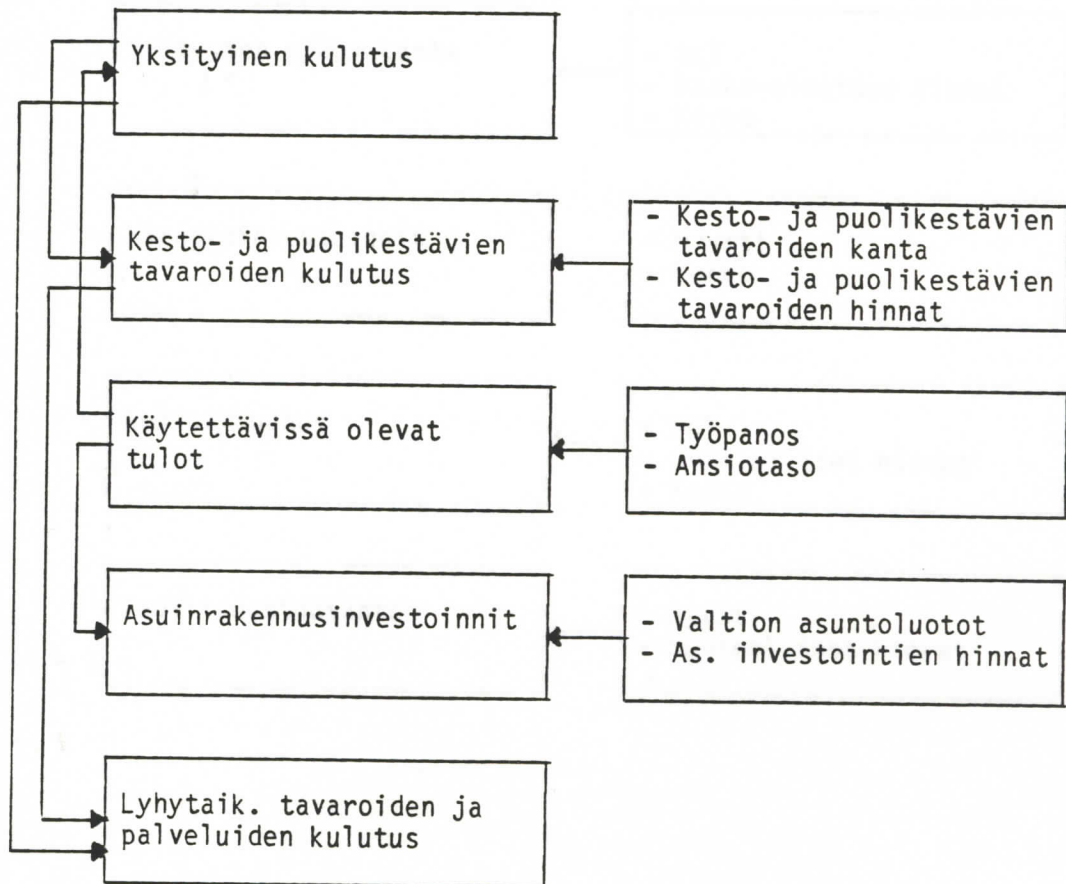 Yksityinen kulutus
Kesto- ja puolikestävien
tavaroiden kulutus
- Kesto- ja puolikestävien
tavaroiden kanta
- Kesto- ja puolikestävien
tavaroiden hinnat
Käytettävissä olevat
tulot
- Työpanos
- Ansiotaso
Asuinrakennusinvestoinnit
- Valtion asuntoluotot
- As. investointien hinnat
Lyhytaik. tavaroiden ja
palveluiden kulutus